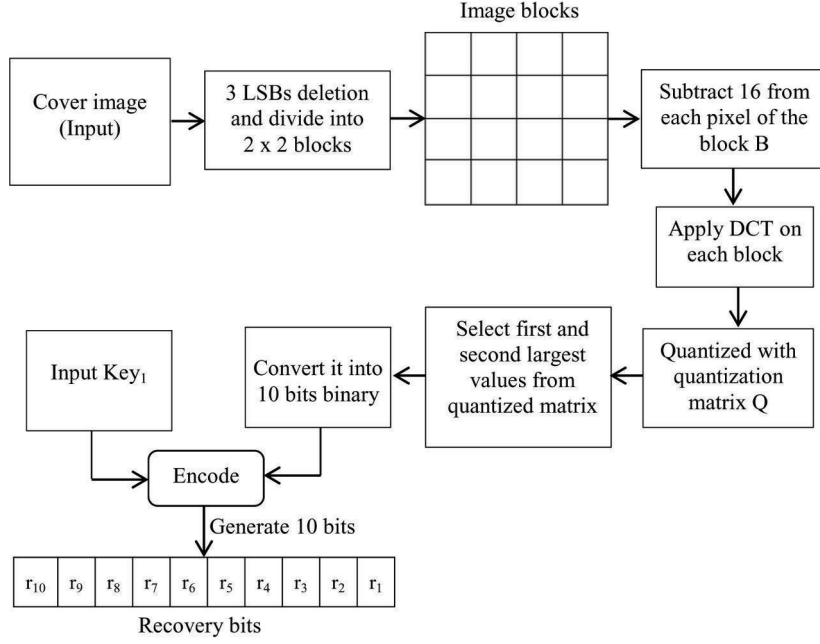 Image blocks
Cover image
(Input)
3 LSBs deletion
and divide into
2 x 2 blocks
Subtract 16 from
each pixel of the
block B
Apply DCT on
each block
Quantized with
quantization
matrix Q
Select first and
second largest
values from
quantized matrix
Convert it into
10 bits binary
Input Key₁
Encode
Generate 10 bits
r₁₀ r₉ r₈ r₇ r₆ r₅ r₄ r₃ r₂ r₁
Recovery bits